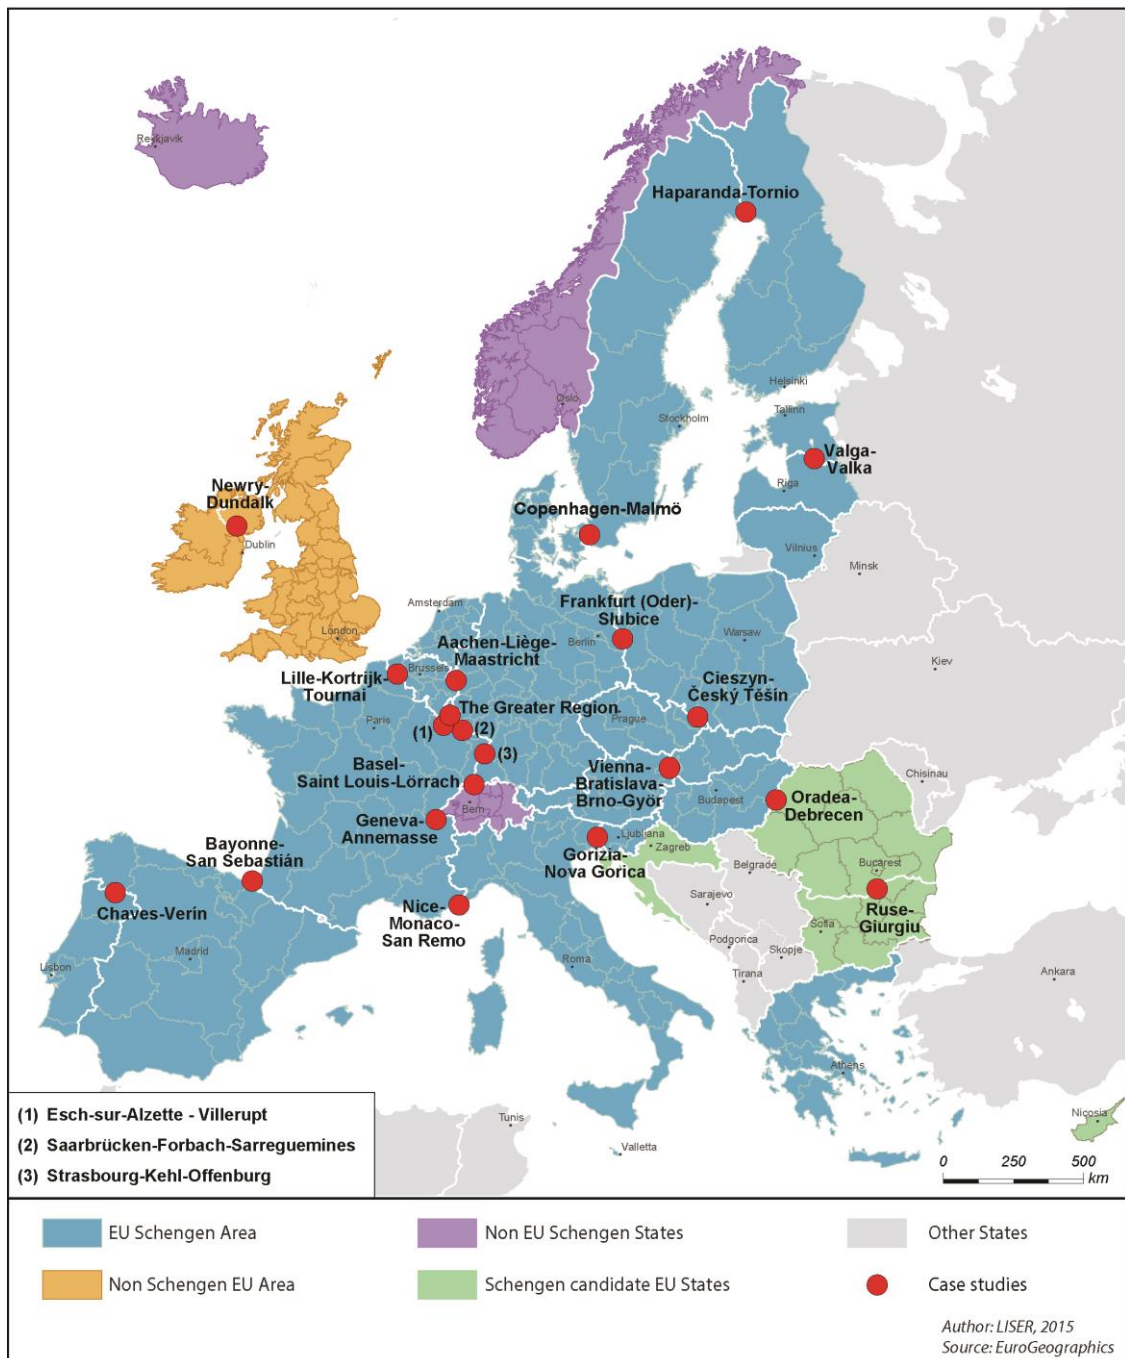 Reykjavik
Haparanda-Tornio
Oslo
Stockholm
Helsinki
Tallinn
Valga-
Valka
Riga
Newry-
Dundalk
Dublin
Copenhagen-Malmö
Vilnius
Minsk
London
Amsterdam
Frankfurt (Oder)-
Słubice
Berlin
Warsaw
Aachen-Liège-
Maastricht
Brussels
Lille-Kortrijk-
Tournai
Kiev
Cieszyn-
Český Těšín
The Greater Region
Paris
(1)
(2)
Prague
(3)
Basel-
Saint Louis-Lörrach
Vienna-
Bratislava-
Brno-Györ
Chisinau
Bern
Budapest
Oradea-
Debrecen
Geneva-
Annemasse
Ljubljana
Zagreb
Gorizia-
Nova Gorica
Bayonne-
San Sebastián
Belgrade
Bucarest
Chaves-Verín
Nice-
Monaco-
San Remo
Sarajevo
Ruse-
Giurgiu
Sofia
Madrid
Podgorica
Skopje
Lisbon
Roma
Tirana
Ankara
Athens
(1) Esch-sur-Alzette - Villerupt
(2) Saarbrücken-Forbach-Sarreguemines
(3) Strasbourg-Kehl-Offenburg
Tunis
Valletta
Nicosia
0 250 500
km
EU Schengen Area
Non EU Schengen States
Other States
Non Schengen EU Area
Schengen candidate EU States
Case studies
Author: LISER, 2015
Source: EuroGeographics